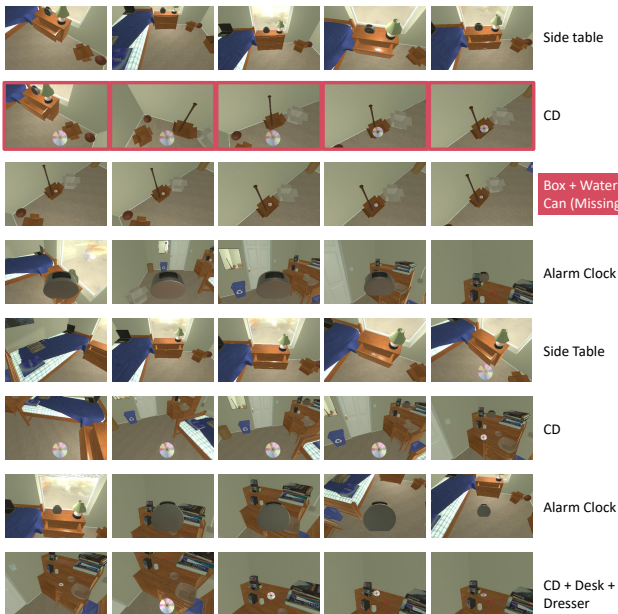 Side table
CD
Box + Water
Can (Missing
Alarm Clock
Side Table
CD
Alarm Clock
CD + Desk +
Dresser